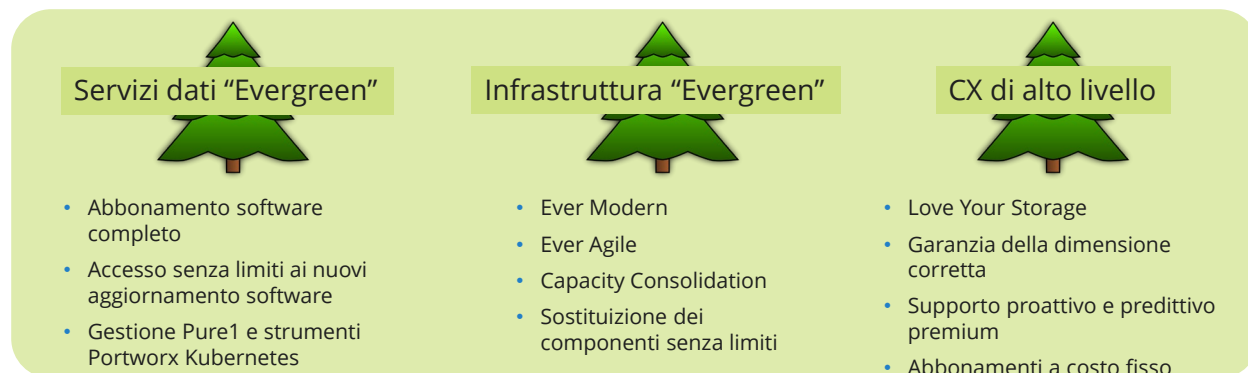 Servizi dati “Evergreen”
• Abbonamento software
completo
• Accesso senza limiti ai nuovi
aggiornamento software
• Gestione Pure1 e strumenti
Portworx Kubernetes
Infrastruttura “Evergreen”
• Ever Modern
• Ever Agile
• Capacity Consolidation
• Sostituizione dei
componenti senza limiti
CX di alto livello
• Love Your Storage
• Garanzia della dimensione
corretta
• Supporto proattivo e predittivo
premium
• Abbonamenti a costo fisso